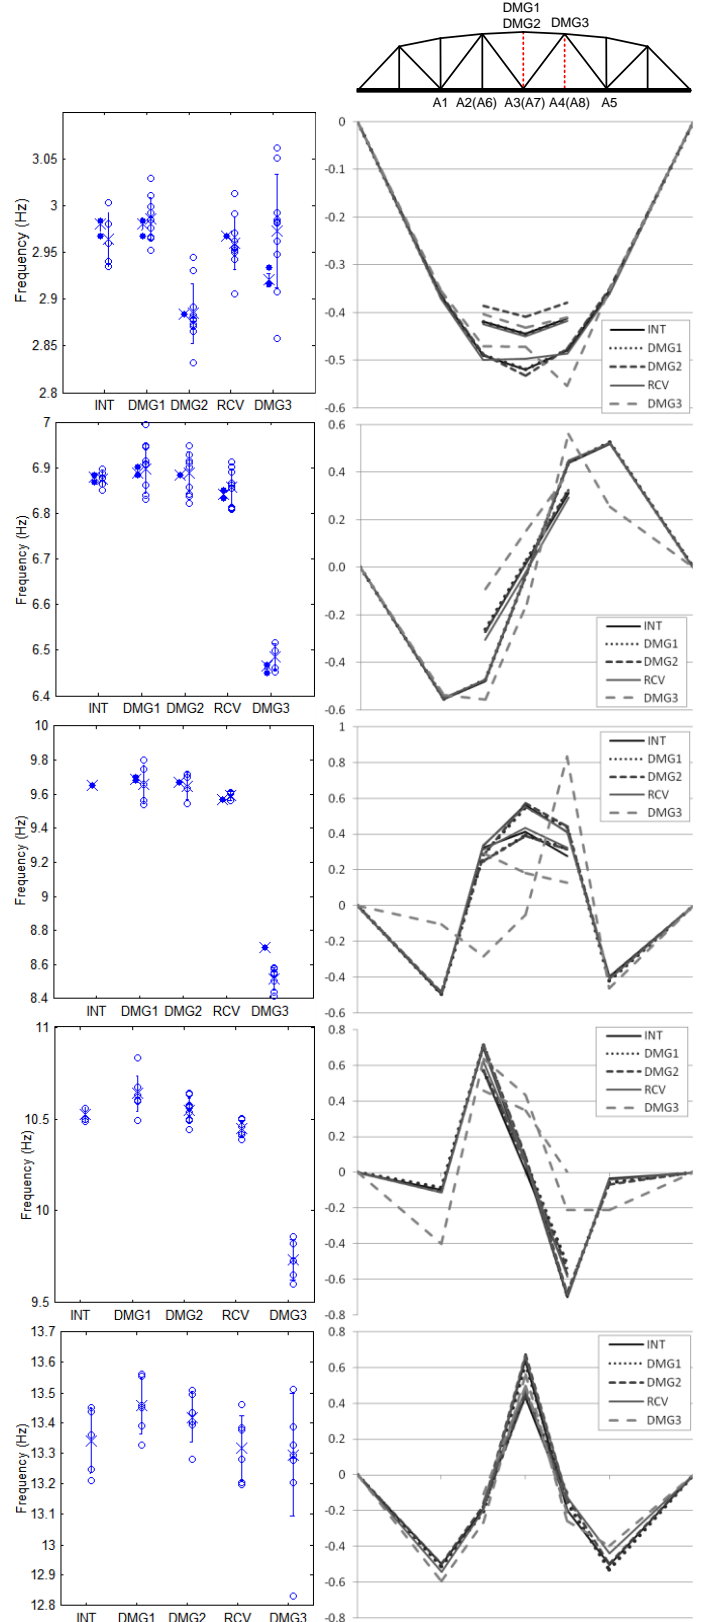 DMG1
DMG2 DMG3
A1 A2(A6) A3(A7) A4(A8) A5
Frequency (Hz)
3.05
3
2.95
2.9
2.85
2.8
INT DMG1 DMG2 RCV DMG3
0
-0.1
-0.2
-0.3
-0.4
-0.5
-0.6
INT
DMG1
DMG2
RCV
DMG3
Frequency (Hz)
7
6.9
6.8
6.7
6.6
6.5
6.4
INT DMG1 DMG2 RCV DMG3
0.6
0.4
0.2
0.0
-0.2
-0.4
-0.6
INT
DMG1
DMG2
RCV
DMG3
Frequency (Hz)
10
9.8
9.6
9.4
9.2
9
8.8
8.6
8.4
INT DMG1 DMG2 RCV DMG3
1
0.8
0.6
0.4
0.2
0
-0.2
-0.4
-0.6
INT
DMG1
DMG2
RCV
DMG3
Frequency (Hz)
11
10.5
10
9.5
INT DMG1 DMG2 RCV DMG3
0.8
0.6
0.4
0.2
0
-0.2
-0.4
-0.6
-0.8
INT
DMG1
DMG2
RCV
DMG3
Frequency (Hz)
13.7
13.6
13.5
13.4
13.3
13.2
13.1
13
12.9
12.8
INT DMG1 DMG2 RCV DMG3
0.8
0.6
0.4
0.2
0
-0.2
-0.4
-0.6
-0.8
INT
DMG1
DMG2
RCV
DMG3